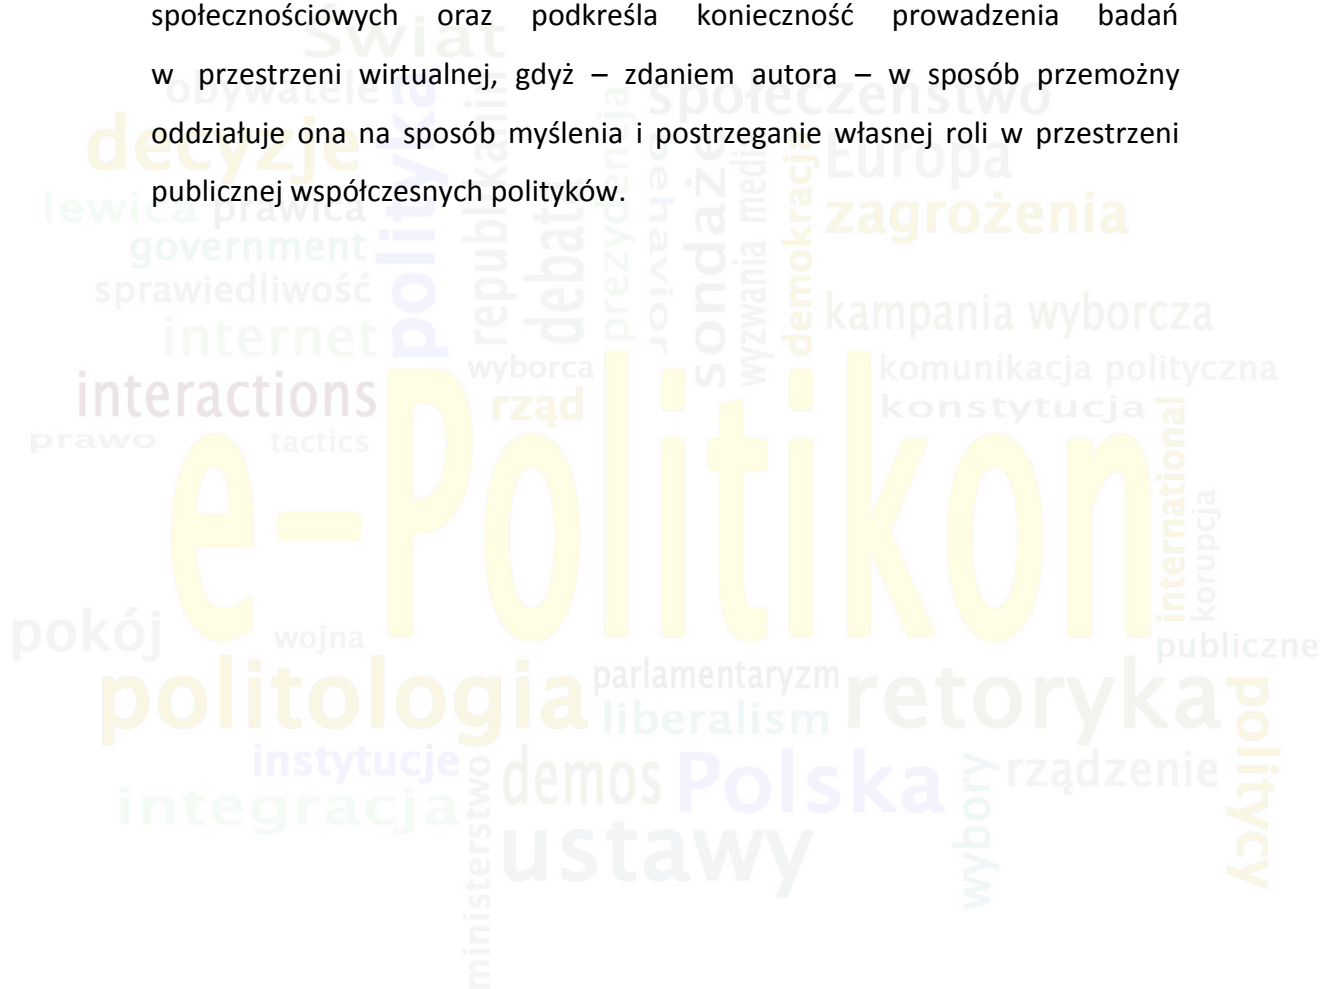 społecznościowych oraz podkreśla konieczność prowadzenia badań
w przestrzeni wirtualnej, gdyż – zdaniem autora – w sposób przemożny
oddziałuje ona na sposób myślenia i postrzeganie własnej roli w przestrzeni
publicznej współczesnych polityków.
Świat
obywatele
społeczeństwo
decyzje
polityka
republikanin
debata
prezydencja
behavior
sondaże
wyzwania
media
demokracja
Europa
lewica
prawica
zagrożenia
government
sprawiedliwość
internet
kampania wyborcza
interactions
wyborca
rząd
komunikacja polityczna
konstytucja
prawo
tactics
e-Politikon
international
korupcja
pokój
wojna
publiczne
politologia
parlamentaryzm
liberalism
retoryka
politycy
instytucje
demos
Polska
wybory
rządzenie
integracja
ministerstwo
ustawy